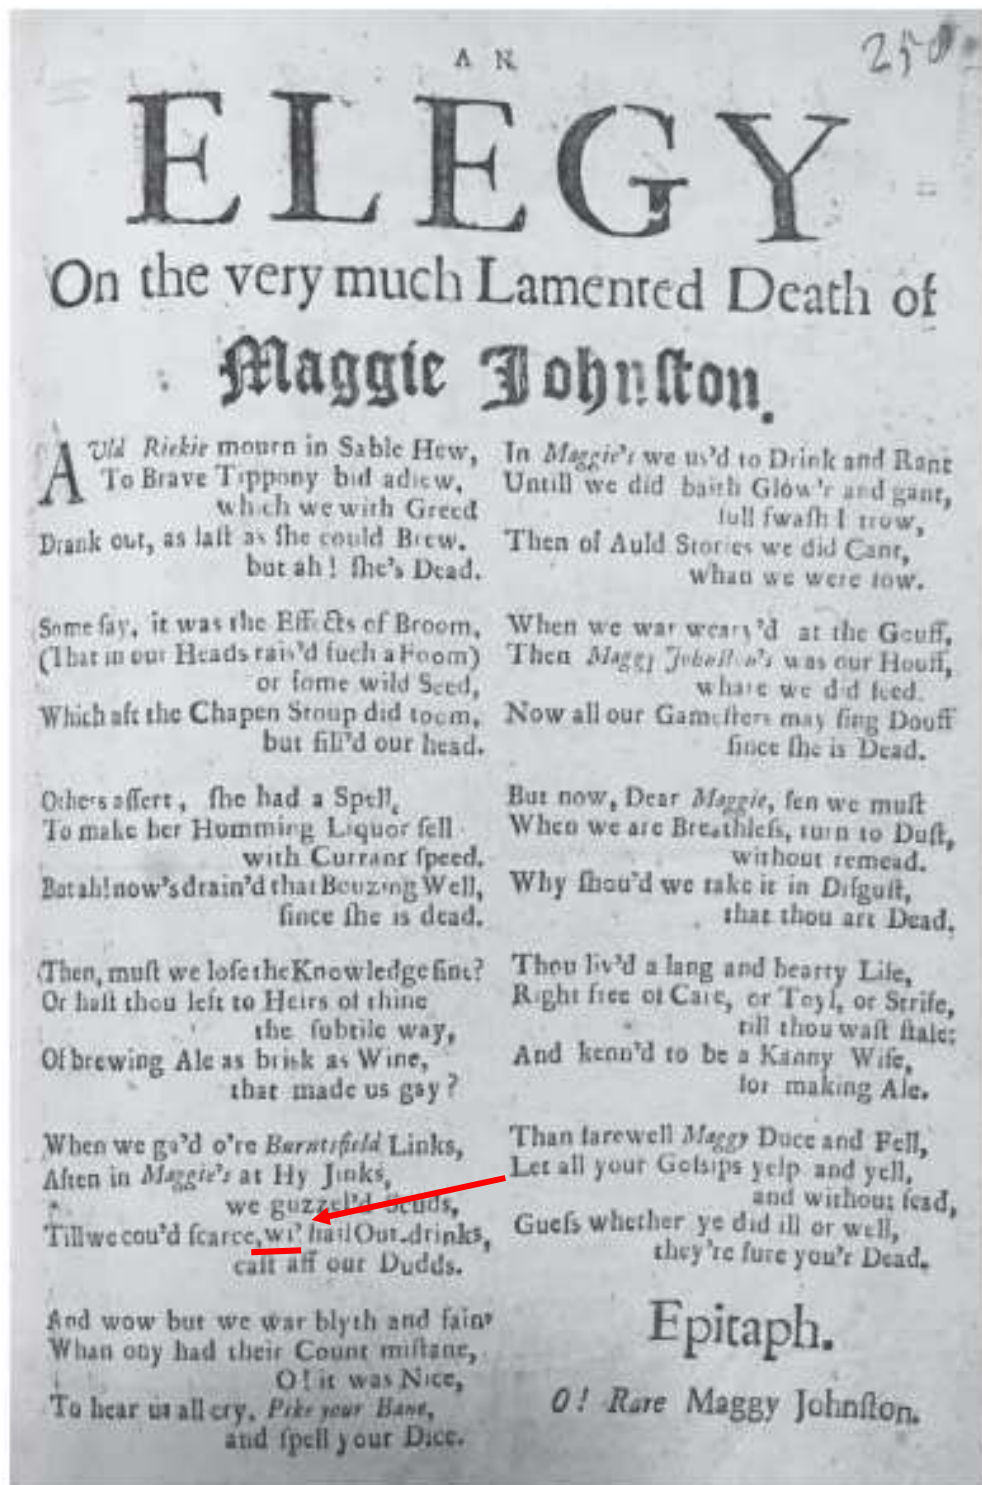 250
AN
ELEGY
On the very much Lamented Death of
Maggie Johnſton.
AUld Riekie mourn in Sable Hew,
To Brave Tippony bid adiew,
which we with Greed
Drank out, as faſt as ſhe could Brew.
but ah! ſhe's Dead.
Some ſay, it was the Effects of Broom,
(That in our Heads rais'd ſuch a Foom)
or ſome wild Seed,
Which aft the Chapen Stoup did toom,
but fill'd our head.
Others aſſert, ſhe had a Spell,
To make her Humming Liquor ſell
with Currant ſpeed.
But ah! now's drain'd that Bouzing Well,
ſince ſhe is dead.
Then, muſt we loſe the Knowledge ſine?
Or haſt thou left to Heirs of thine
the ſubtile way,
Of brewing Ale as brisk as Wine,
that made us gay?
When we ga'd o're Burntsfield Links,
Aften in Maggie's at Hy Jinks,
we guzzel'd Scuds,
Till we cou'd ſcarce, wi' hail Out-drinks,
caſt aff our Dudds.
And wow but we war blyth and fain,
Whan ony had their Count miſtane,
O! it was Nice,
To hear us all cry, Pike your Bane,
and ſpell your Dice.
In Maggie's we us'd to Drink and Rant
Untill we did baith Glow'r and gant,
full ſwaſh I trow,
Then of Auld Stories we did Cant,
whan we were fow.
When we war weary'd at the Gouff,
Then Maggy Johnſton's was our Houff,
whare we did feed.
Now all our Gameſters may ſing Douff
ſince ſhe is Dead.
But now, Dear Maggie, ſen we muſt
When we are Breathleſs, turn to Duſt,
without remead.
Why ſhou'd we take it in Diſguſt,
that thou art Dead.
Thou liv'd a lang and hearty Life,
Right free of Care, or Toyl, or Strife,
till thou waſt ſtale;
And kenn'd to be a Kanny Wife,
for making Ale.
Than farewell Maggy Duce and Fell,
Let all your Goſsips yelp and yell,
and without fead,
Gueſs whether ye did ill or well,
they're ſure you'r Dead.
Epitaph.
O! Rare Maggy Johnſton.